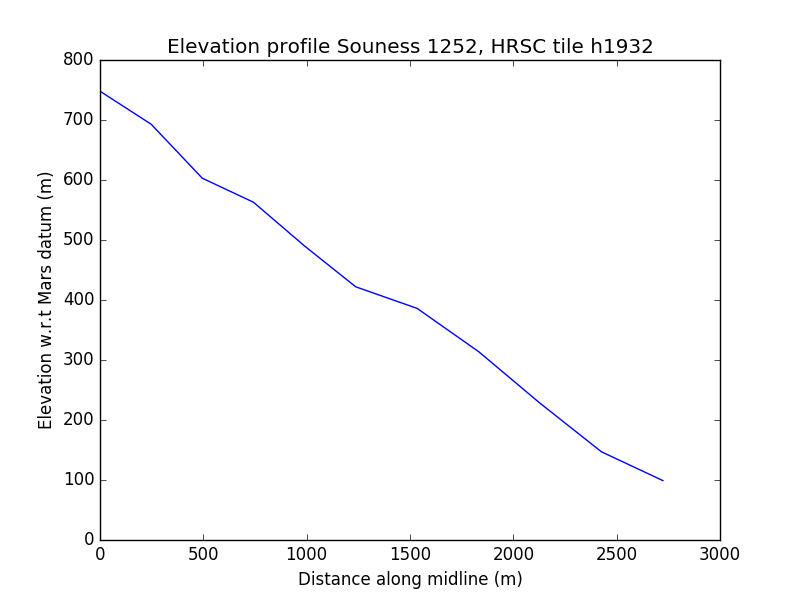 Elevation profile Souness 1252, HRSC tile h1932
800
700
600
500
400
300
200
100
0
Elevation w.r.t Mars datum (m)
0 500 1000 1500 2000 2500 3000
Distance along midline (m)